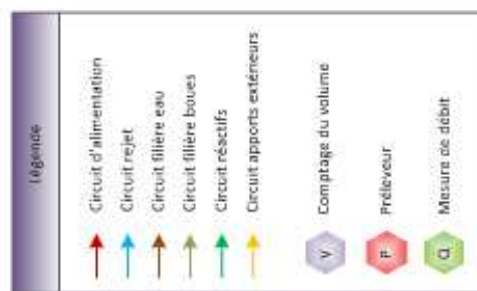 Légende
Circuit d'alimentation
Circuit rejet
Circuit filière eau
Circuit filière boues
Circuit réactifs
Circuit apports extérieurs
V Comptage du volume
P Préleveur
Q Mesure de débit